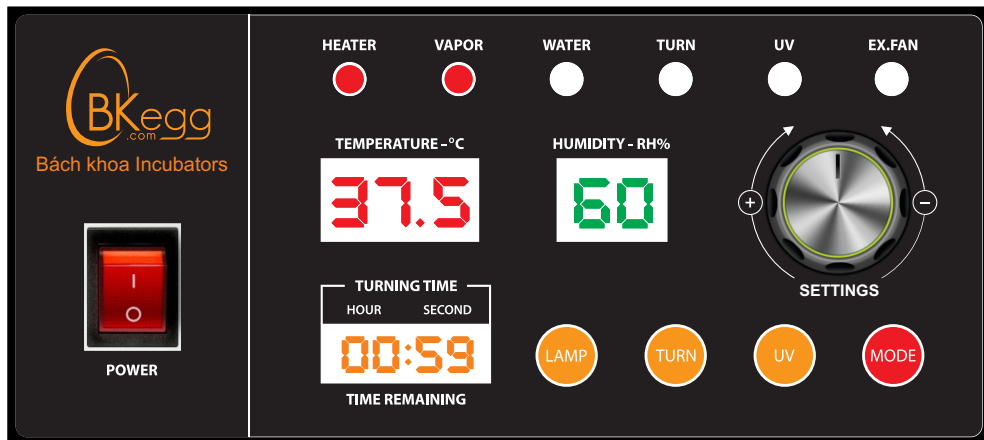 BKegg
.com
Bách khoa Incubators
I
O
POWER
HEATER VAPOR WATER TURN UV EX.FAN
TEMPERATURE-°C HUMIDITY - RH%
37.5 60
+ −
SETTINGS
TURNING TIME
HOUR SECOND
00:59
TIME REMAINING
LAMP TURN UV MODE